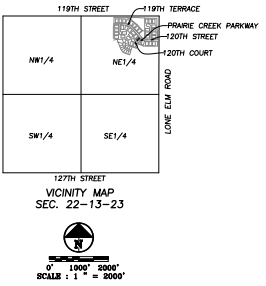 119TH STREET
119TH TERRACE
PRAIRIE CREEK PARKWAY
120TH STREET
120TH COURT
NW1/4
NE1/4
LONE ELM ROAD
SW1/4
SE1/4
127TH STREET
VICINITY MAP
SEC. 22-13-23
N
0' 1000' 2000'
SCALE : 1 " = 2000'